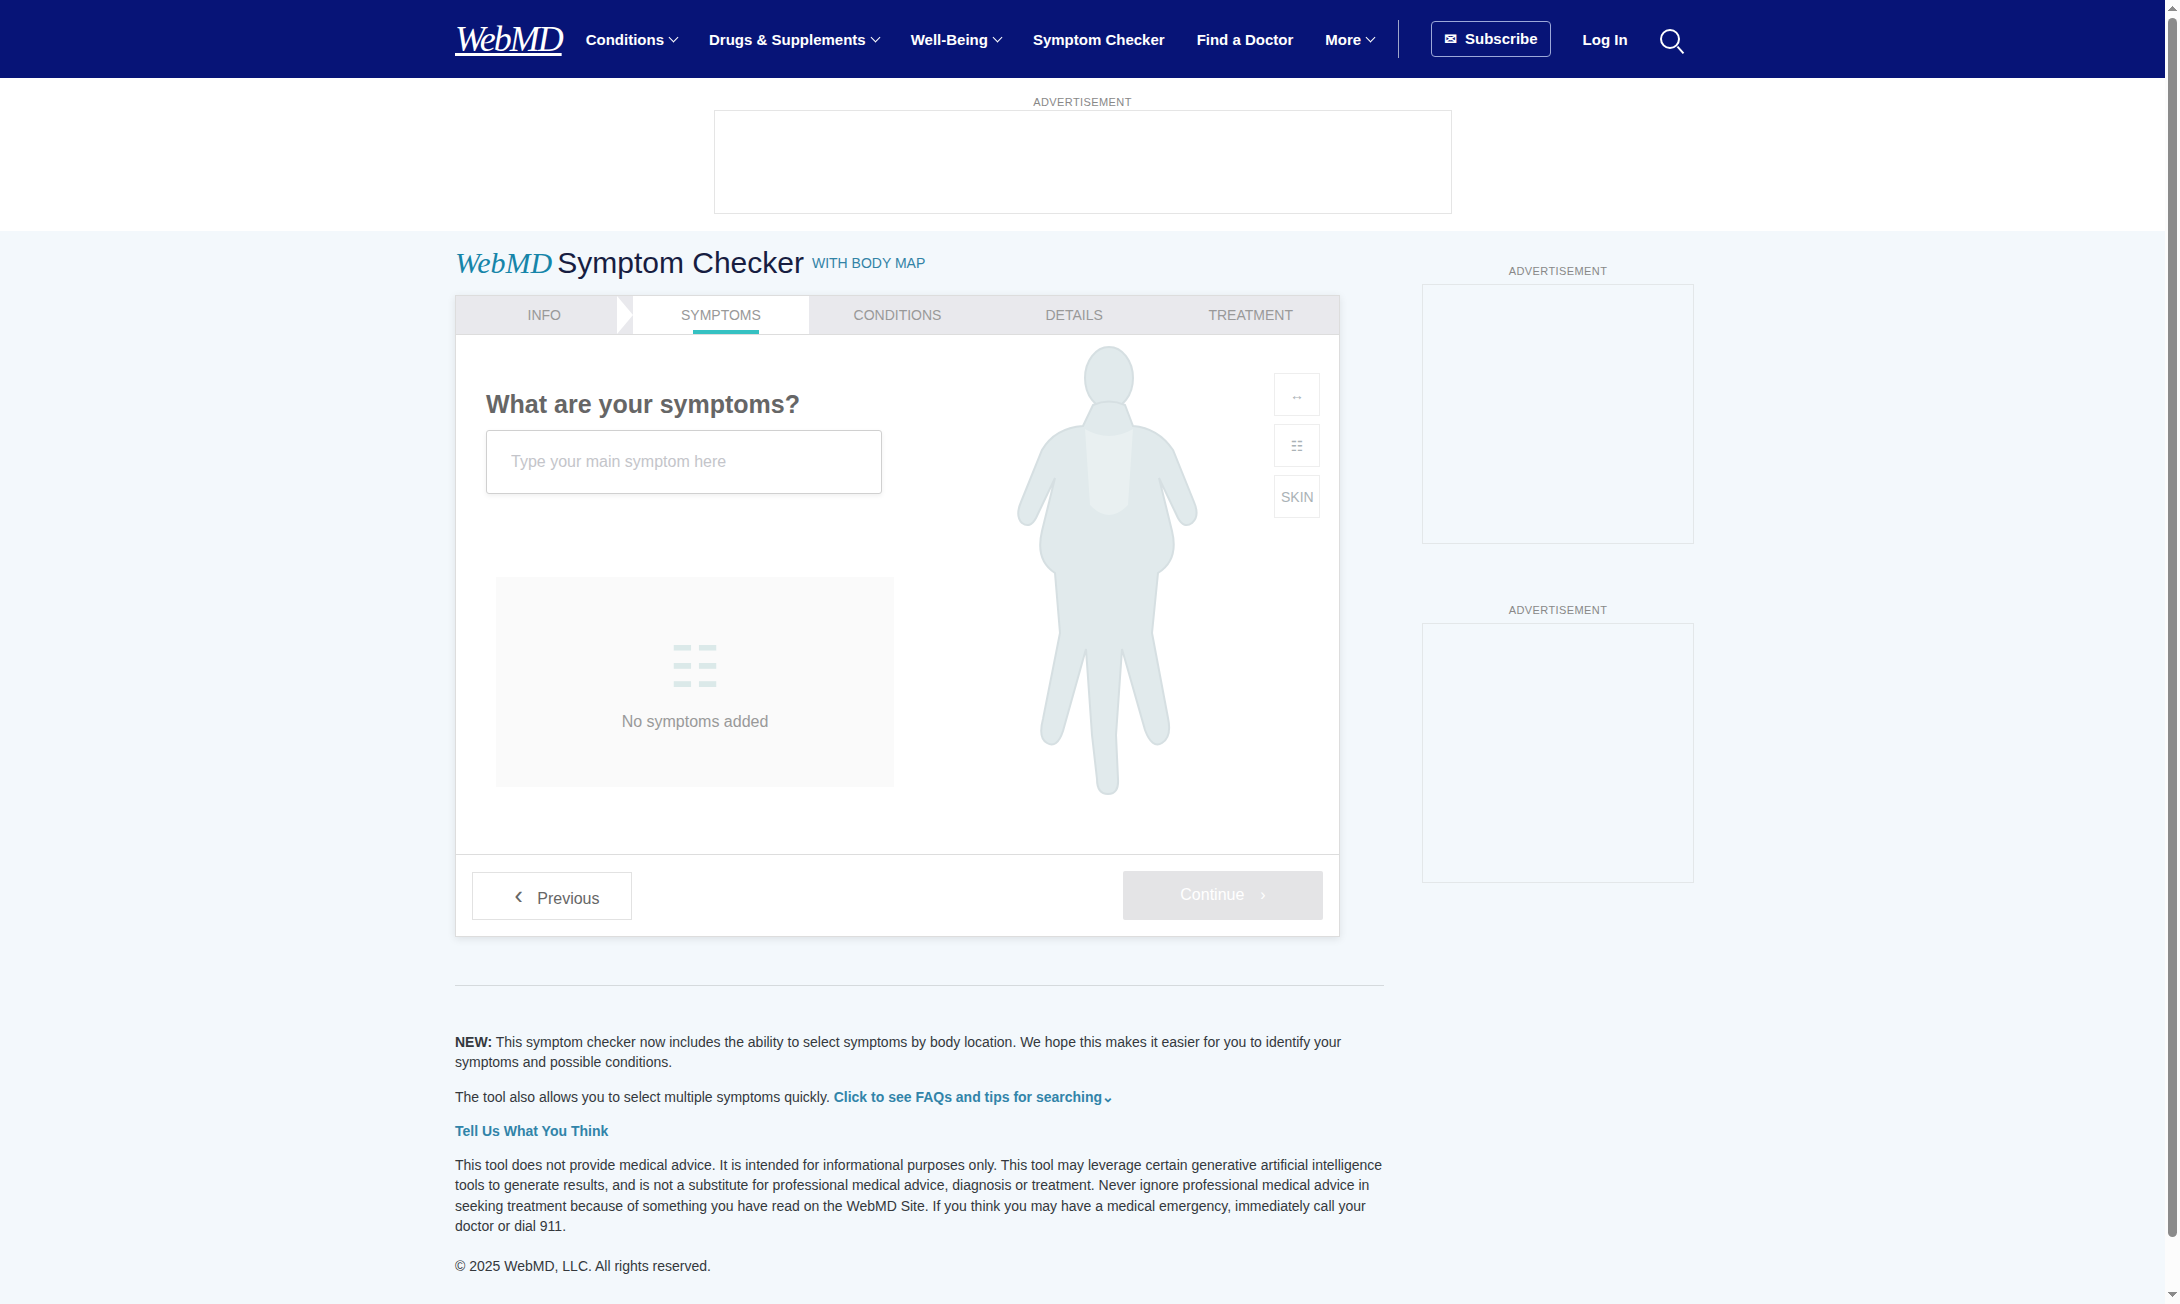 WebMD Conditions Drugs & Supplements Well-Being Symptom Checker Find a Doctor More Subscribe Log In
ADVERTISEMENT
WebMD Symptom Checker WITH BODY MAP
ADVERTISEMENT
INFO SYMPTOMS CONDITIONS DETAILS TREATMENT
What are your symptoms?
Type your main symptom here
SKIN
No symptoms added
ADVERTISEMENT
Previous
Continue
NEW: This symptom checker now includes the ability to select symptoms by body location. We hope this makes it easier for you to identify your
symptoms and possible conditions.
The tool also allows you to select multiple symptoms quickly. Click to see FAQs and tips for searching
Tell Us What You Think
This tool does not provide medical advice. It is intended for informational purposes only. This tool may leverage certain generative artificial intelligence
tools to generate results, and is not a substitute for professional medical advice, diagnosis or treatment. Never ignore professional medical advice in
seeking treatment because of something you have read on the WebMD Site. If you think you may have a medical emergency, immediately call your
doctor or dial 911.
© 2025 WebMD, LLC. All rights reserved.